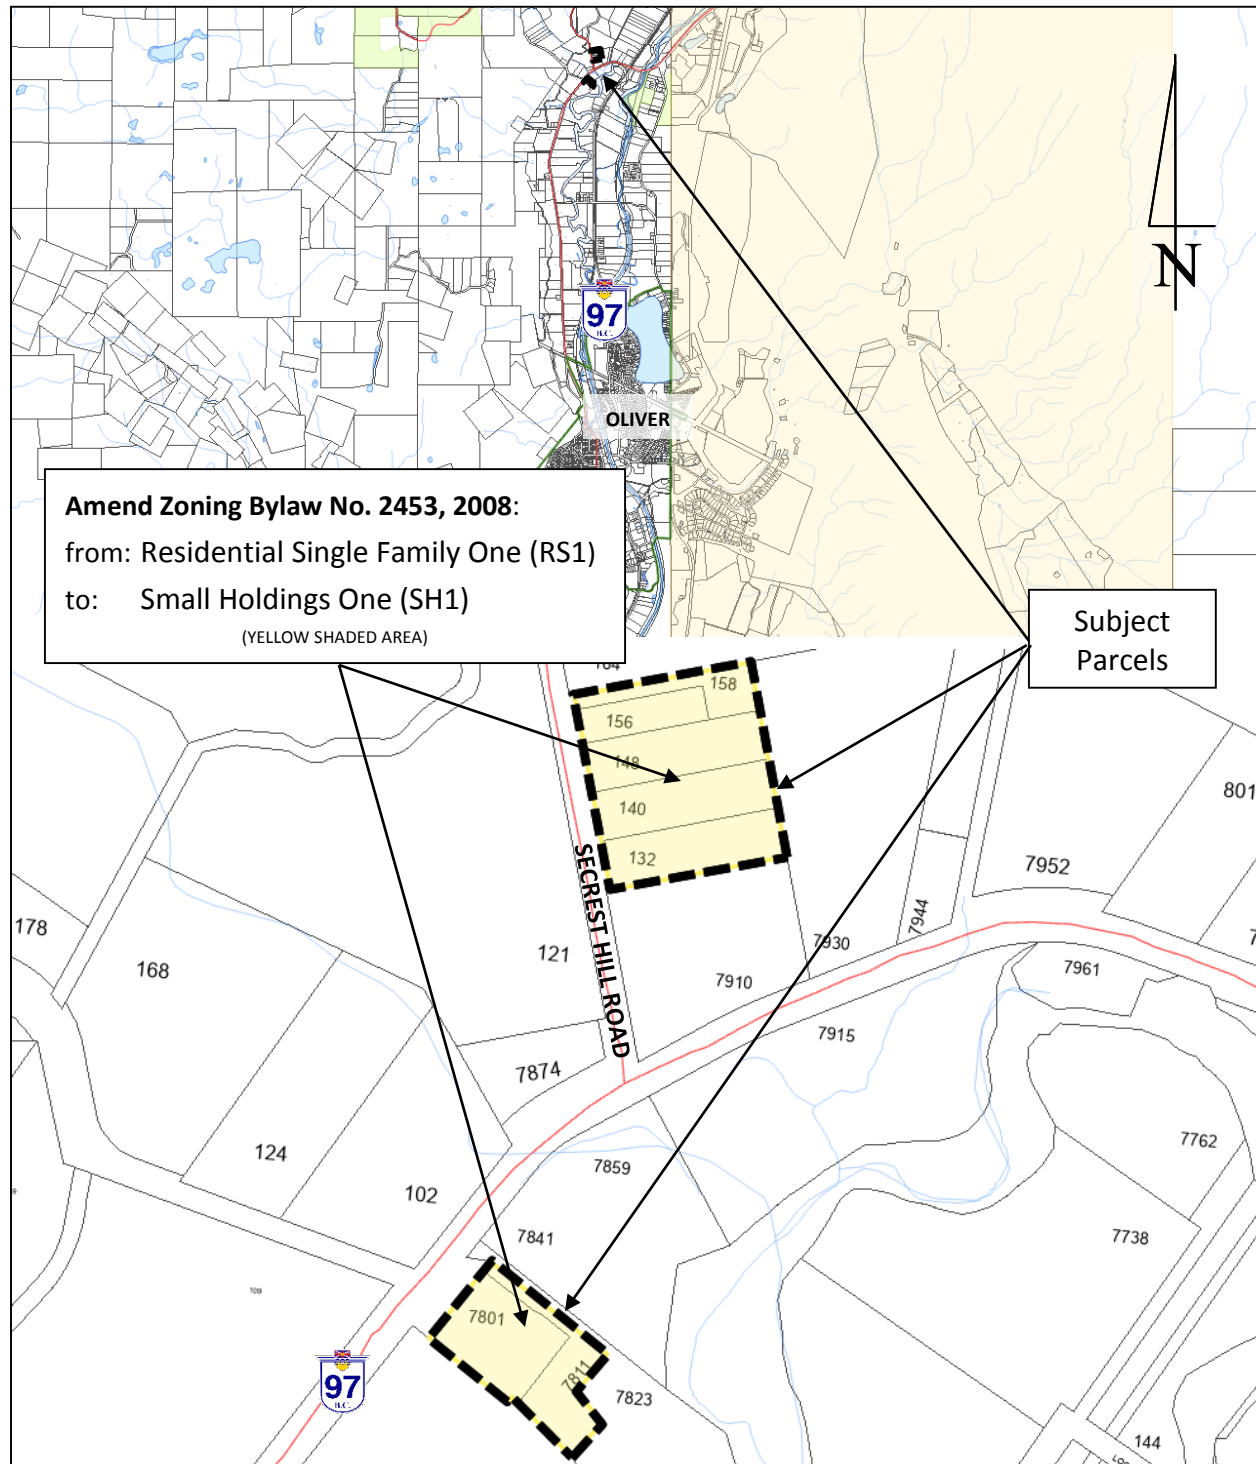 N
97
B.C.
OLIVER
Amend Zoning Bylaw No. 2453, 2008:
from: Residential Single Family One (RS1)
to: Small Holdings One (SH1)
(YELLOW SHADED AREA)
Subject
Parcels
158
156
148
140
132
SECREST HILL ROAD
801
7952
7944
7930
7910
7961
7915
178
168
121
7874
124
102
7859
7841
7762
7738
109
7801
7811
7823
97
B.C.
144